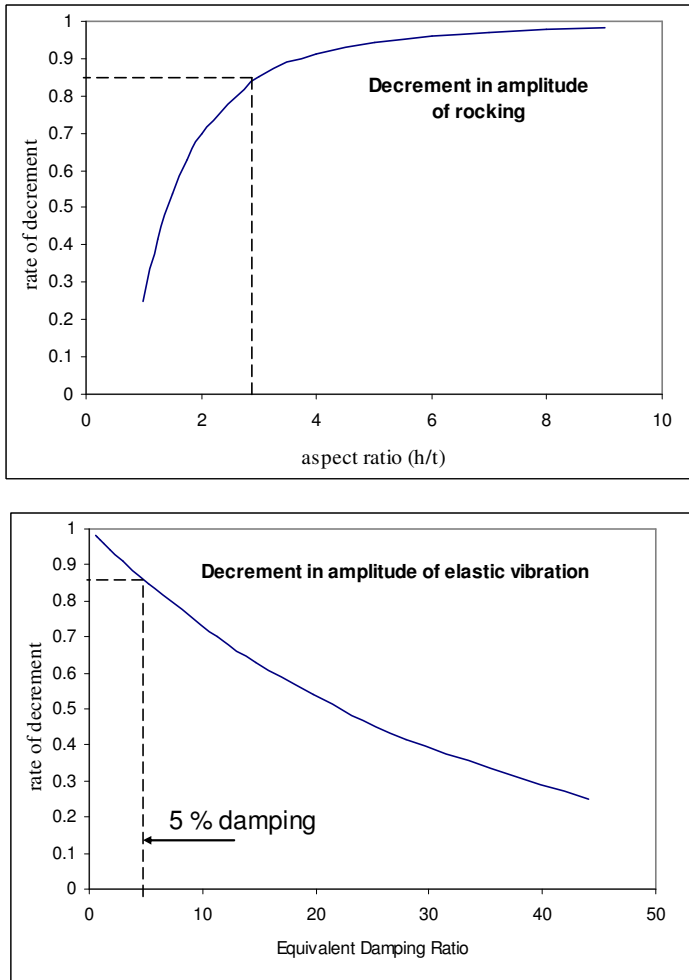 1
0.9
0.8
0.7
0.6
0.5
0.4
0.3
0.2
0.1
0
rate of decrement
Decrement in amplitude
of rocking
0 2 4 6 8 10
aspect ratio (h/t)
1
0.9
0.8
0.7
0.6
0.5
0.4
0.3
0.2
0.1
0
rate of decrement
Decrement in amplitude of elastic vibration
5 % damping
0 10 20 30 40 50
Equivalent Damping Ratio